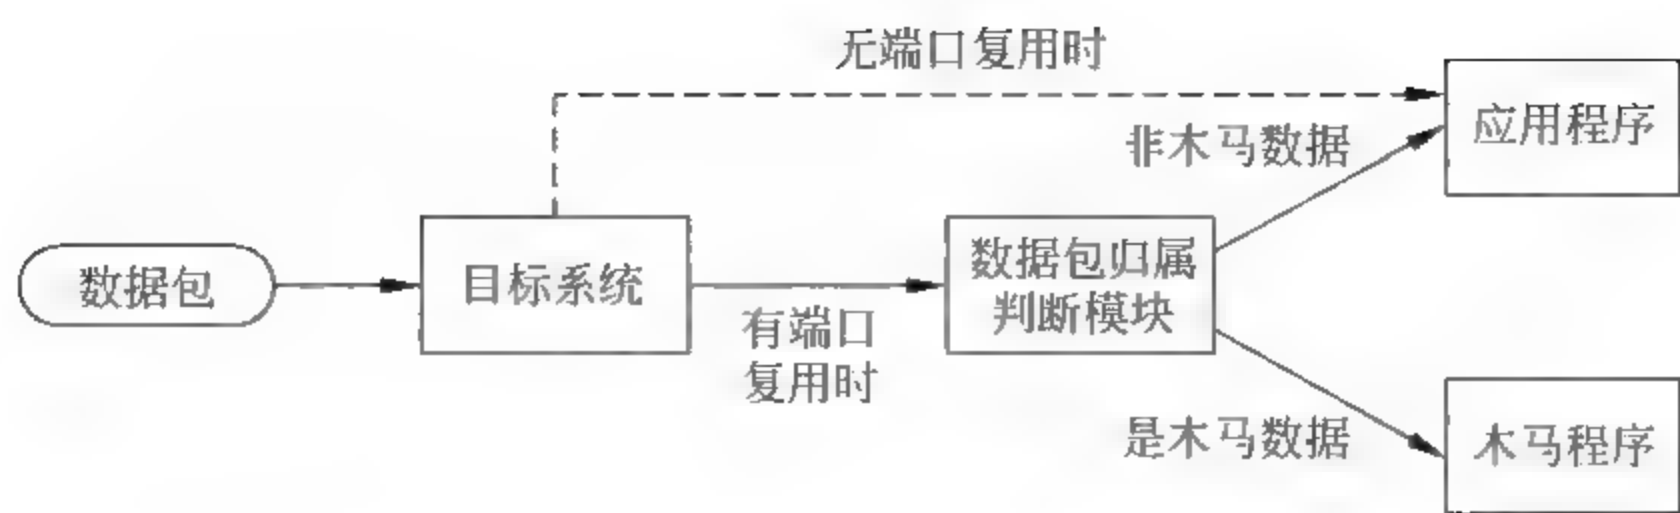 无端口复用时
应用程序
非木马数据
数据包
目标系统
有端口
复用时
数据包归属
判断模块
是木马数据
木马程序